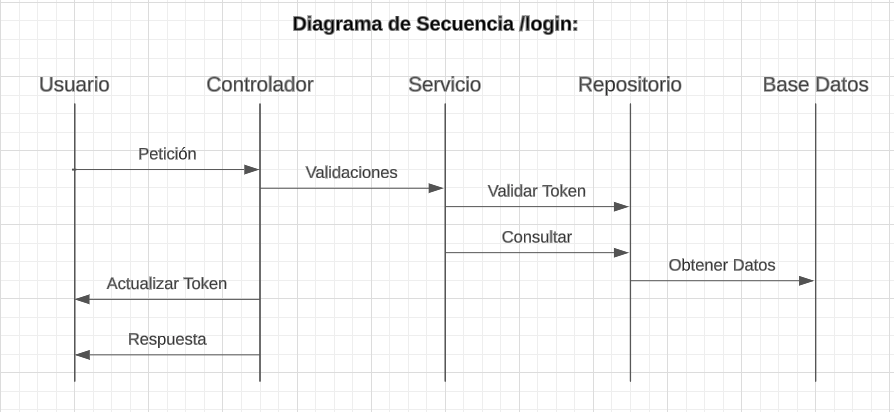 Diagrama de Secuencia /login:
Usuario Controlador Servicio Repositorio Base Datos
Petición
Validaciones
Validar Token
Consultar
Obtener Datos
Actualizar Token
Respuesta